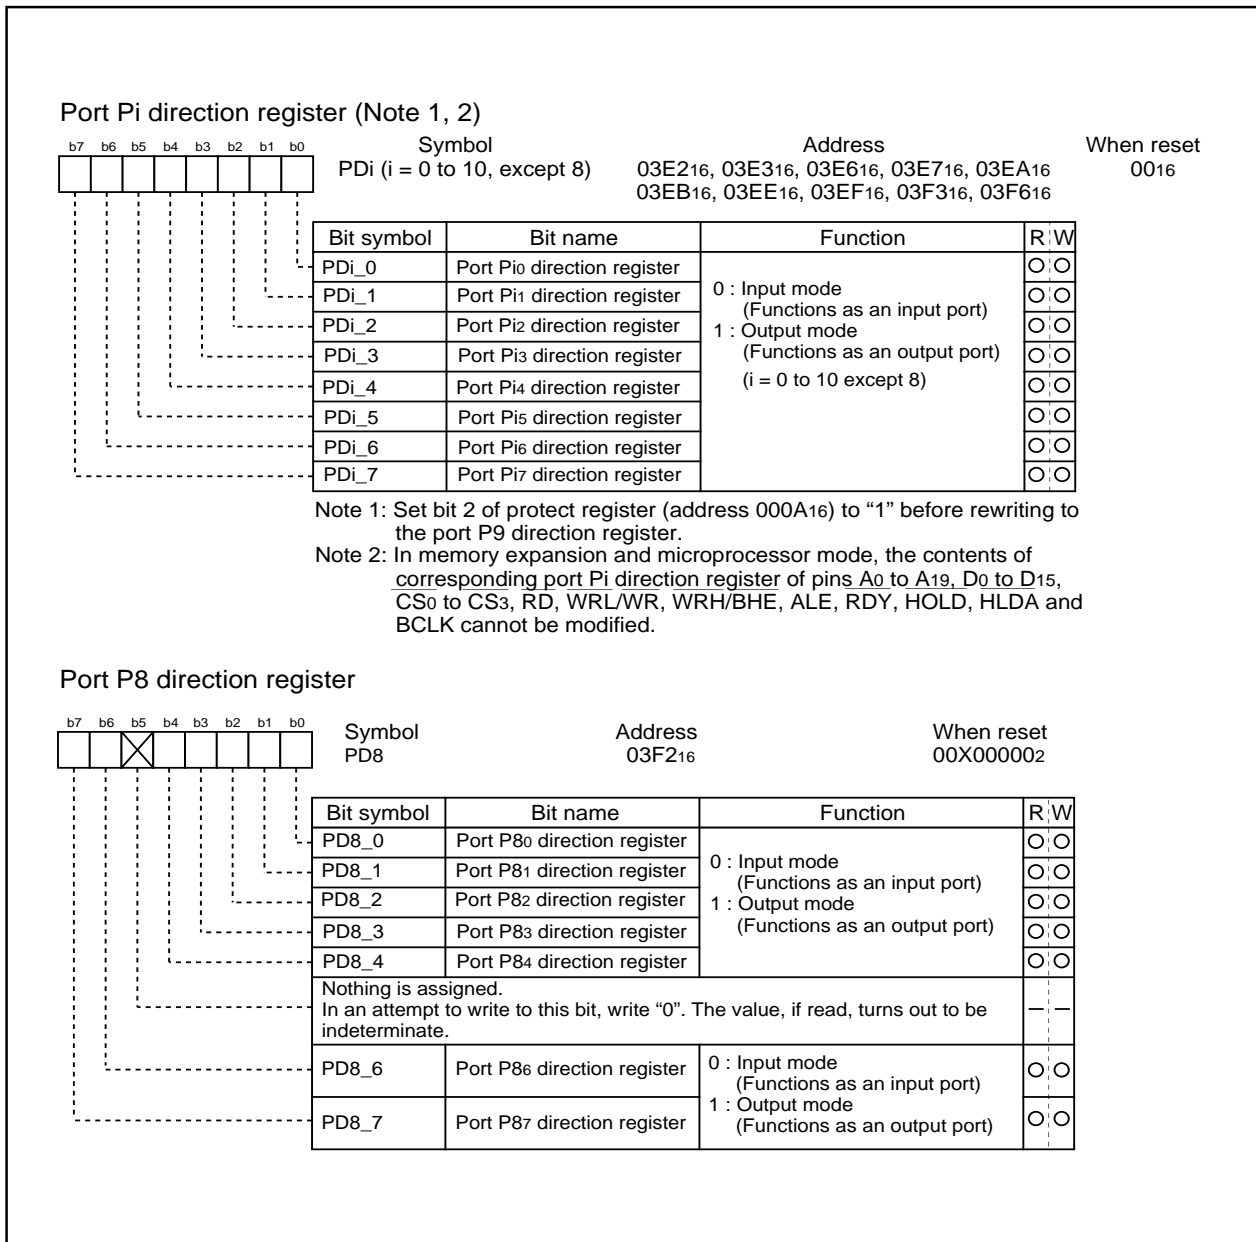 Port Pi direction register (Note 1, 2)
b7 b6 b5 b4 b3 b2 b1 b0
Symbol Address When reset
PDi (i = 0 to 10, except 8) 03E216, 03E316, 03E616, 03E716, 03EA16 0016
03EB16, 03EE16, 03EF16, 03F316, 03F616
Bit symbol Bit name Function R W
PDi_0 Port Pi0 direction register
PDi_1 Port Pi1 direction register
PDi_2 Port Pi2 direction register
PDi_3 Port Pi3 direction register
PDi_4 Port Pi4 direction register
PDi_5 Port Pi5 direction register
PDi_6 Port Pi6 direction register
PDi_7 Port Pi7 direction register
0 : Input mode
(Functions as an input port)
1 : Output mode
(Functions as an output port)
(i = 0 to 10 except 8)
Note 1: Set bit 2 of protect register (address 000A16) to “1” before rewriting to
the port P9 direction register.
Note 2: In memory expansion and microprocessor mode, the contents of
corresponding port Pi direction register of pins A0 to A19, D0 to D15,
CS0 to CS3, RD, WRL/WR, WRH/BHE, ALE, RDY, HOLD, HLDA and
BCLK cannot be modified.
Port P8 direction register
b7 b6 b5 b4 b3 b2 b1 b0
Symbol Address When reset
PD8 03F216 00X000002
Bit symbol Bit name Function R W
PD8_0 Port P80 direction register
PD8_1 Port P81 direction register
PD8_2 Port P82 direction register
PD8_3 Port P83 direction register
PD8_4 Port P84 direction register
0 : Input mode
(Functions as an input port)
1 : Output mode
(Functions as an output port)
Nothing is assigned.
In an attempt to write to this bit, write “0”. The value, if read, turns out to be
indeterminate.
PD8_6 Port P86 direction register
PD8_7 Port P87 direction register
0 : Input mode
(Functions as an input port)
1 : Output mode
(Functions as an output port)